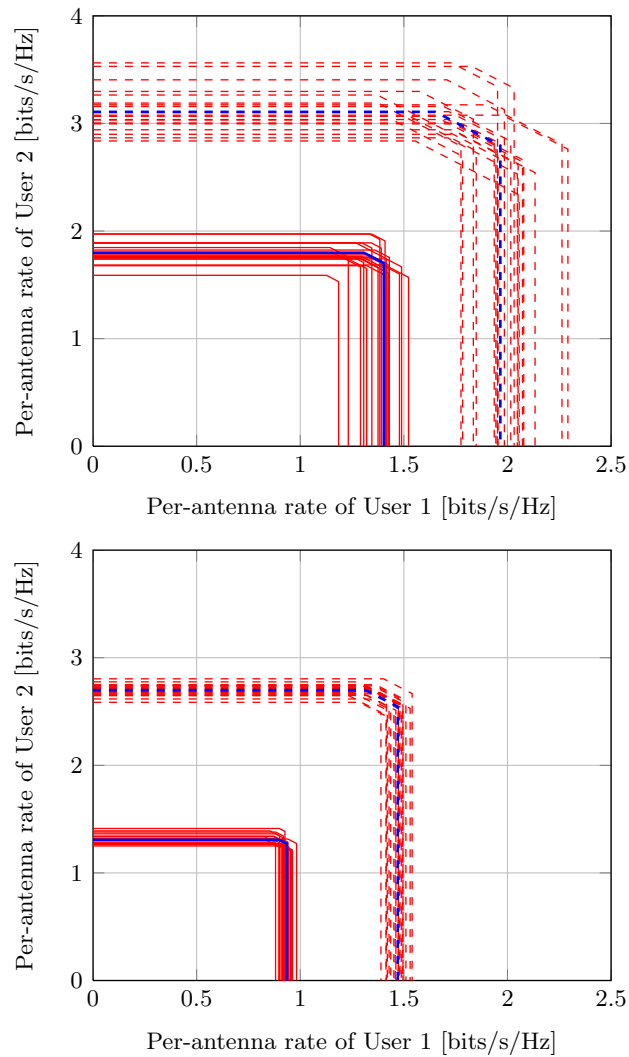 4
3
2
1
0
Per-antenna rate of User 2 [bits/s/Hz]
0 0.5 1 1.5 2 2.5
Per-antenna rate of User 1 [bits/s/Hz]
4
3
2
1
0
Per-antenna rate of User 2 [bits/s/Hz]
0 0.5 1 1.5 2 2.5
Per-antenna rate of User 1 [bits/s/Hz]